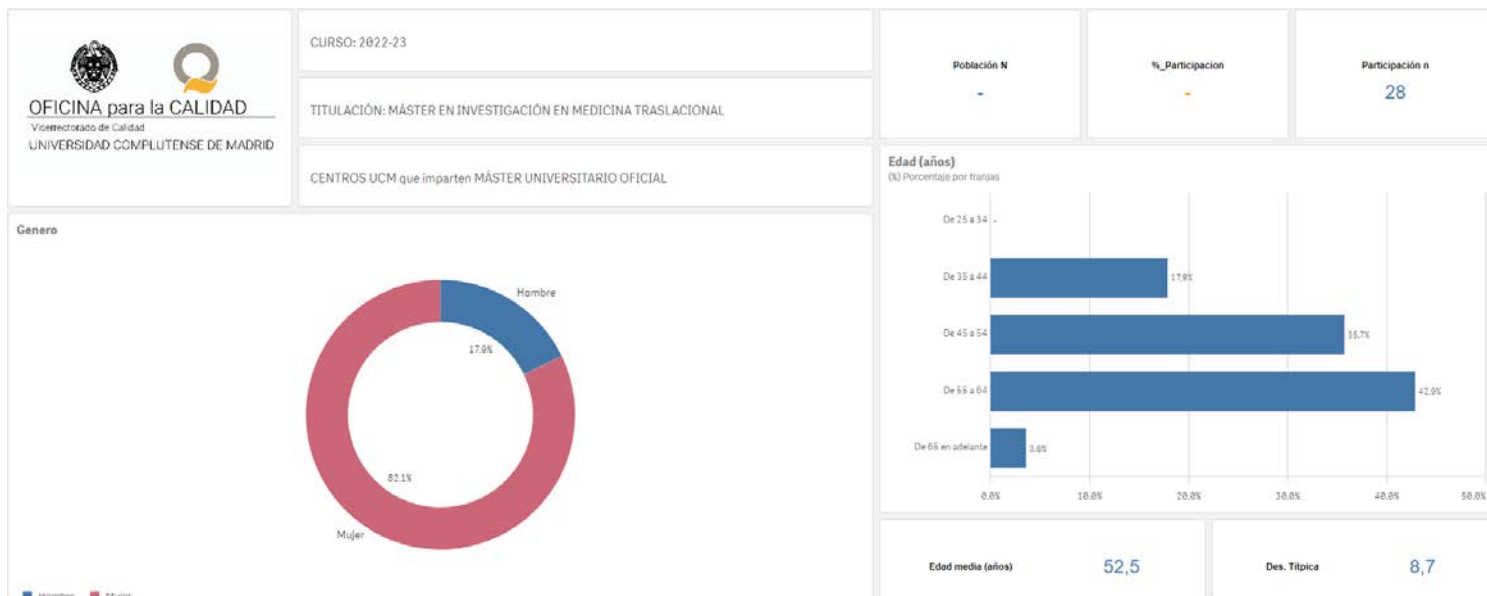 OFICINA para la CALIDAD
Vicerrectorado de Calidad
UNIVERSIDAD COMPLUTENSE DE MADRID
CURSO: 2022-23
TITULACIÓN: MÁSTER EN INVESTIGACIÓN EN MEDICINA TRASLACIONAL
CENTROS UCM que imparten MÁSTER UNIVERSITARIO OFICIAL
Población N
-
%_Participacion
-
Participación n
28
Genero
Hombre
17.9%
82.1%
Mujer
Hombre Mujer
Edad (años)
(%) Porcentaje por franjas
De 25 a 34 -
De 35 a 44 17,9%
De 45 a 54 35,7%
De 55 a 64 42,9%
De 65 en adelante 3,6%
0.0% 10.0% 20.0% 30.0% 40.0% 50.0%
Edad media (años) 52,5
Des. Títpica 8,7